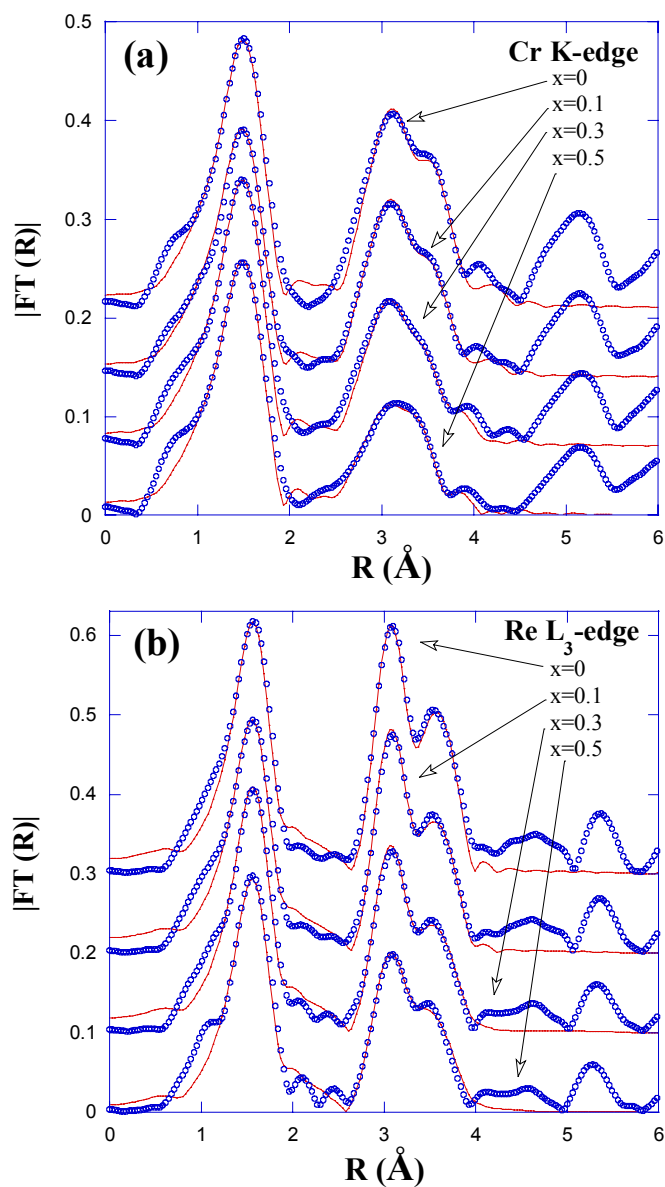 (a)
Cr K-edge
x=0
x=0.1
x=0.3
x=0.5
|FT (R)|
0.5
0.4
0.3
0.2
0.1
0
0 1 2 3 4 5 6
R (Å)
(b)
Re L3-edge
x=0
x=0.1
x=0.3
x=0.5
|FT (R)|
0.6
0.5
0.4
0.3
0.2
0.1
0
0 1 2 3 4 5 6
R (Å)